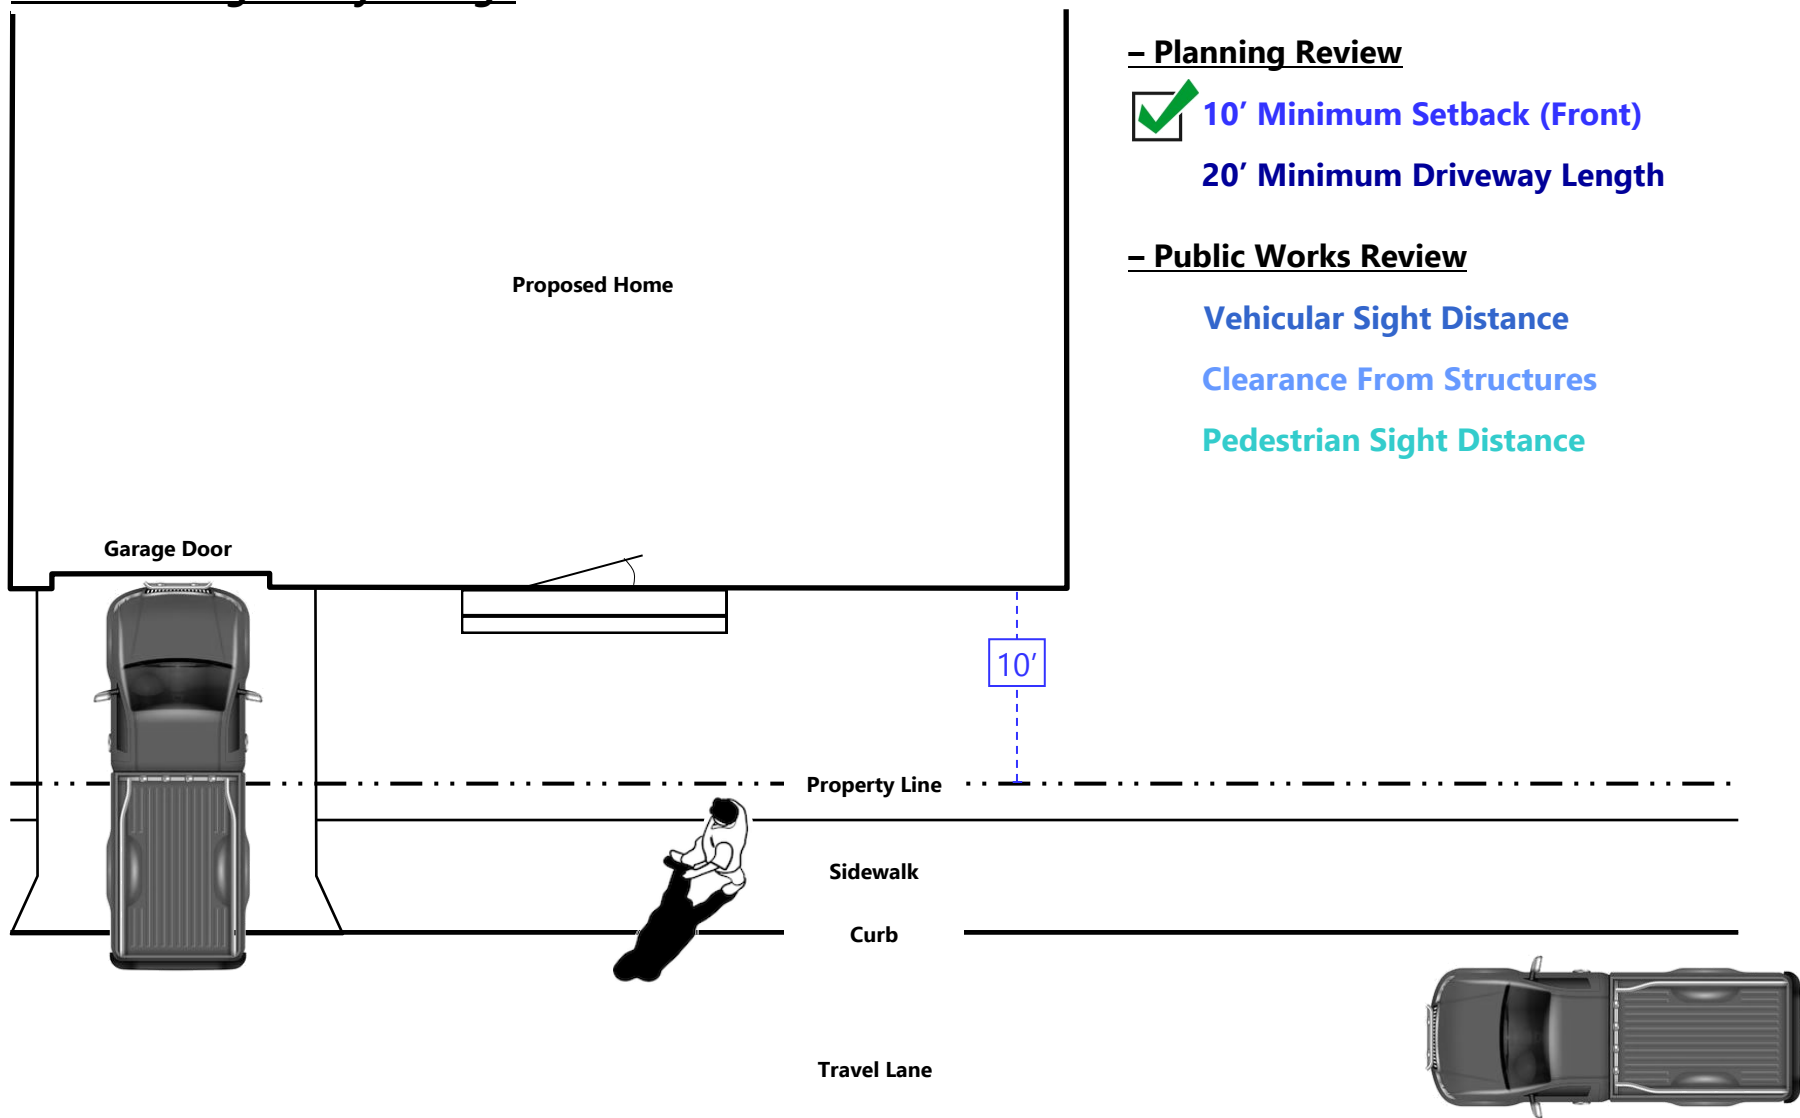 – Planning Review
10’ Minimum Setback (Front)
20’ Minimum Driveway Length
– Public Works Review
Vehicular Sight Distance
Clearance From Structures
Pedestrian Sight Distance
Proposed Home
Garage Door
10’
Property Line
Sidewalk
Curb
Travel Lane